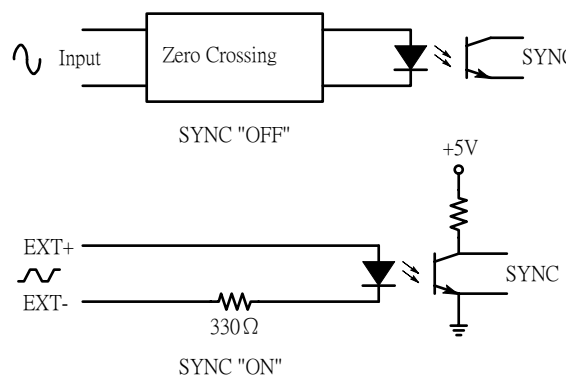 Input
Zero Crossing
SYNC
SYNC "OFF"
+5V
EXT+
SYNC
EXT-
330Ω
SYNC "ON"